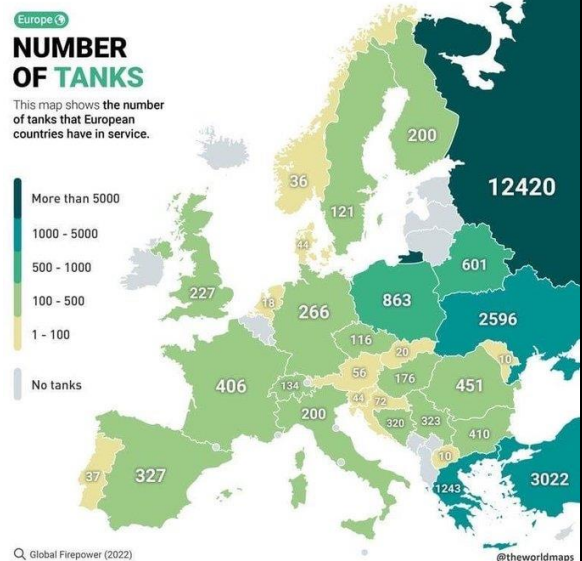 Europe
NUMBER
OF TANKS
This map shows the number
of tanks that European
countries have in service.
More than 5000
1000 - 5000
500 - 1000
100 - 500
1 - 100
No tanks
200
36
12420
121
44
601
227
18
266
863
2596
116
20
10
56
406
134
176
451
44
72
200
320
323
410
37
327
10
1243
3022
Global Firepower (2022)
@theworldmaps